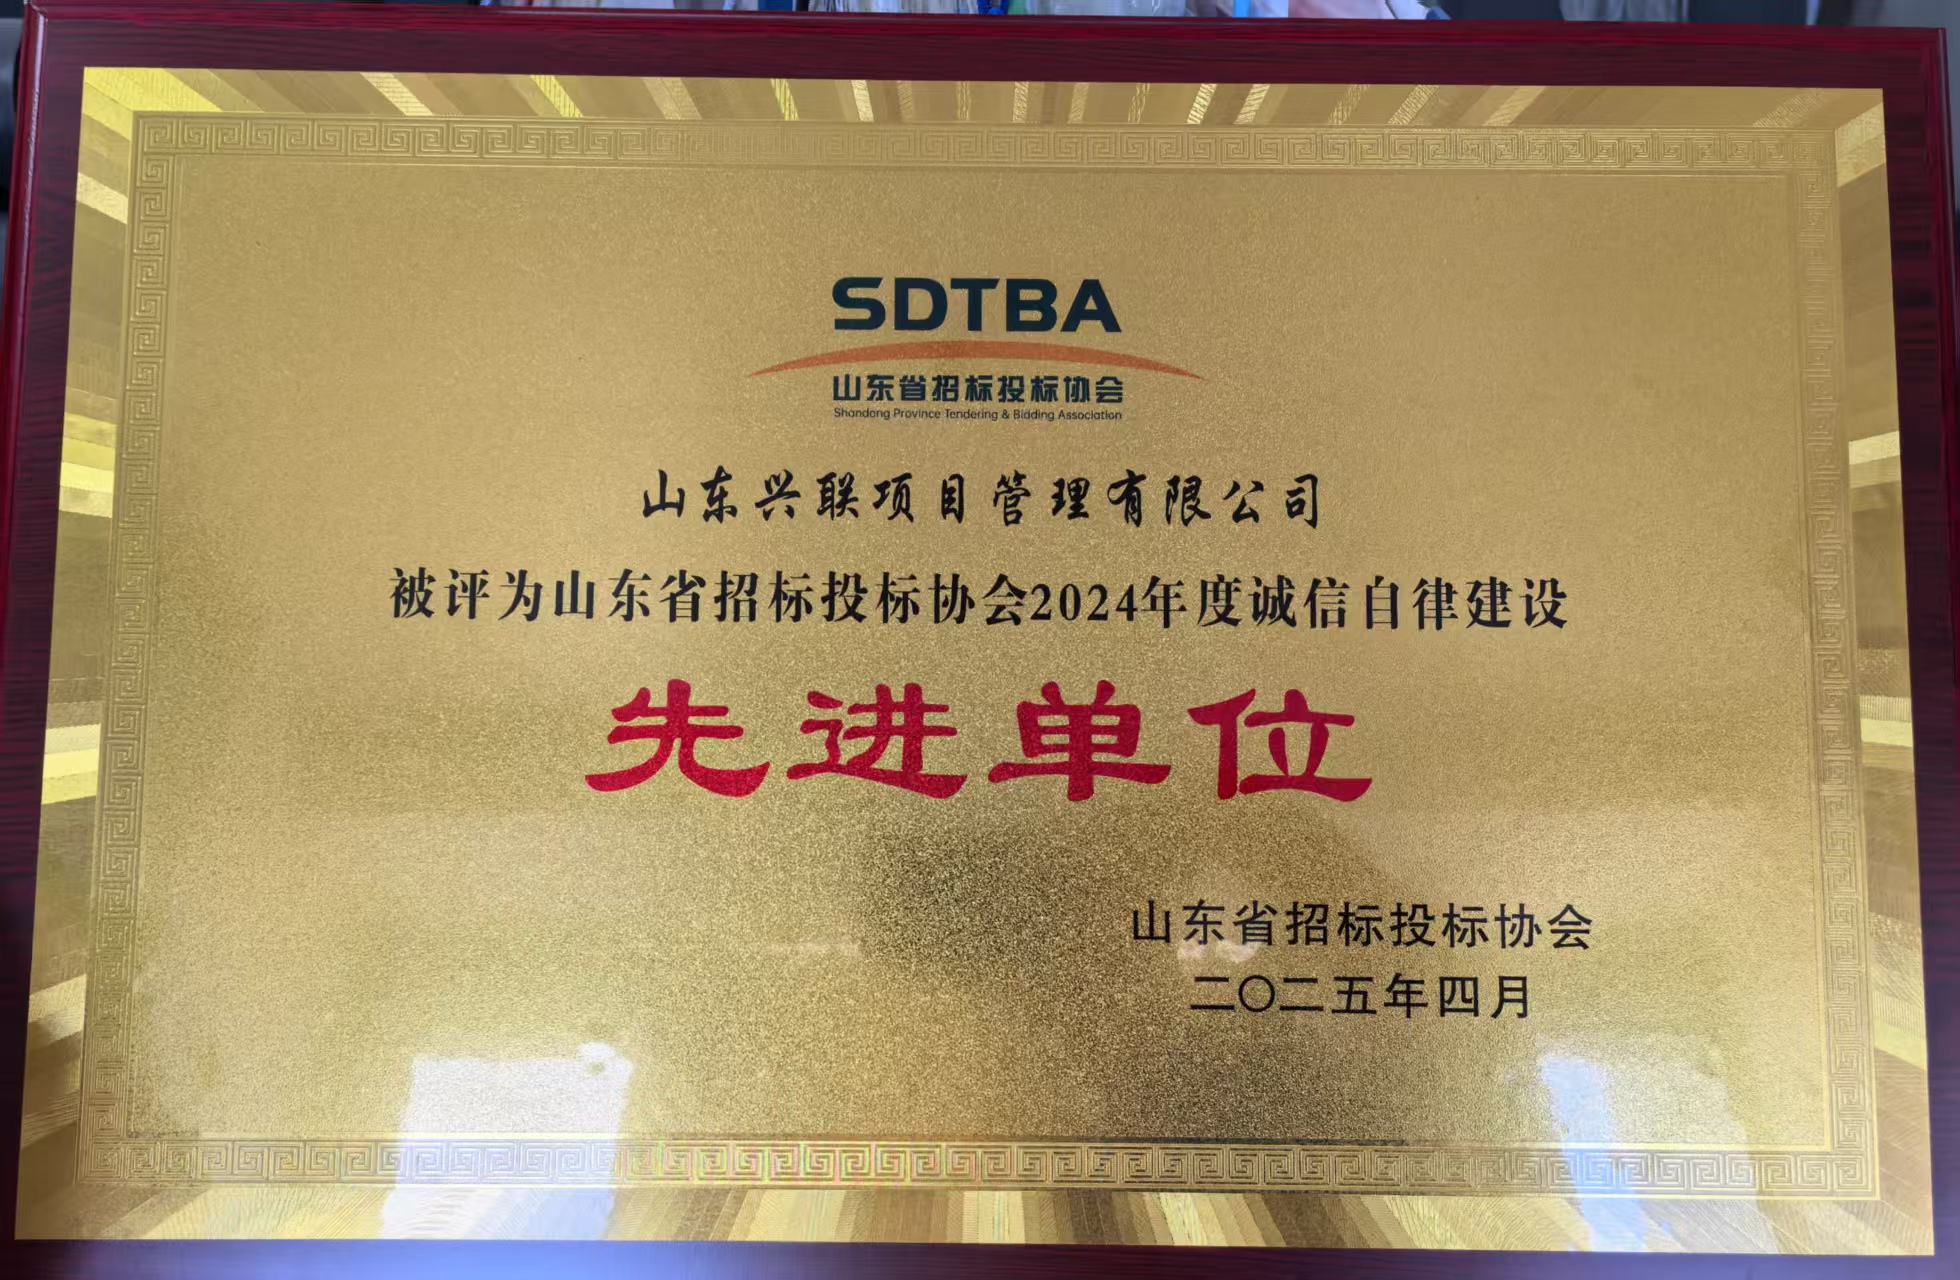 SDTBA
山东省招标投标协会
Shandong Province Tendering & Bidding Association
山东兴联项目管理有限公司
被评为山东省招标投标协会2024年度诚信自律建设
先进单位
山东省招标投标协会
二〇二五年四月